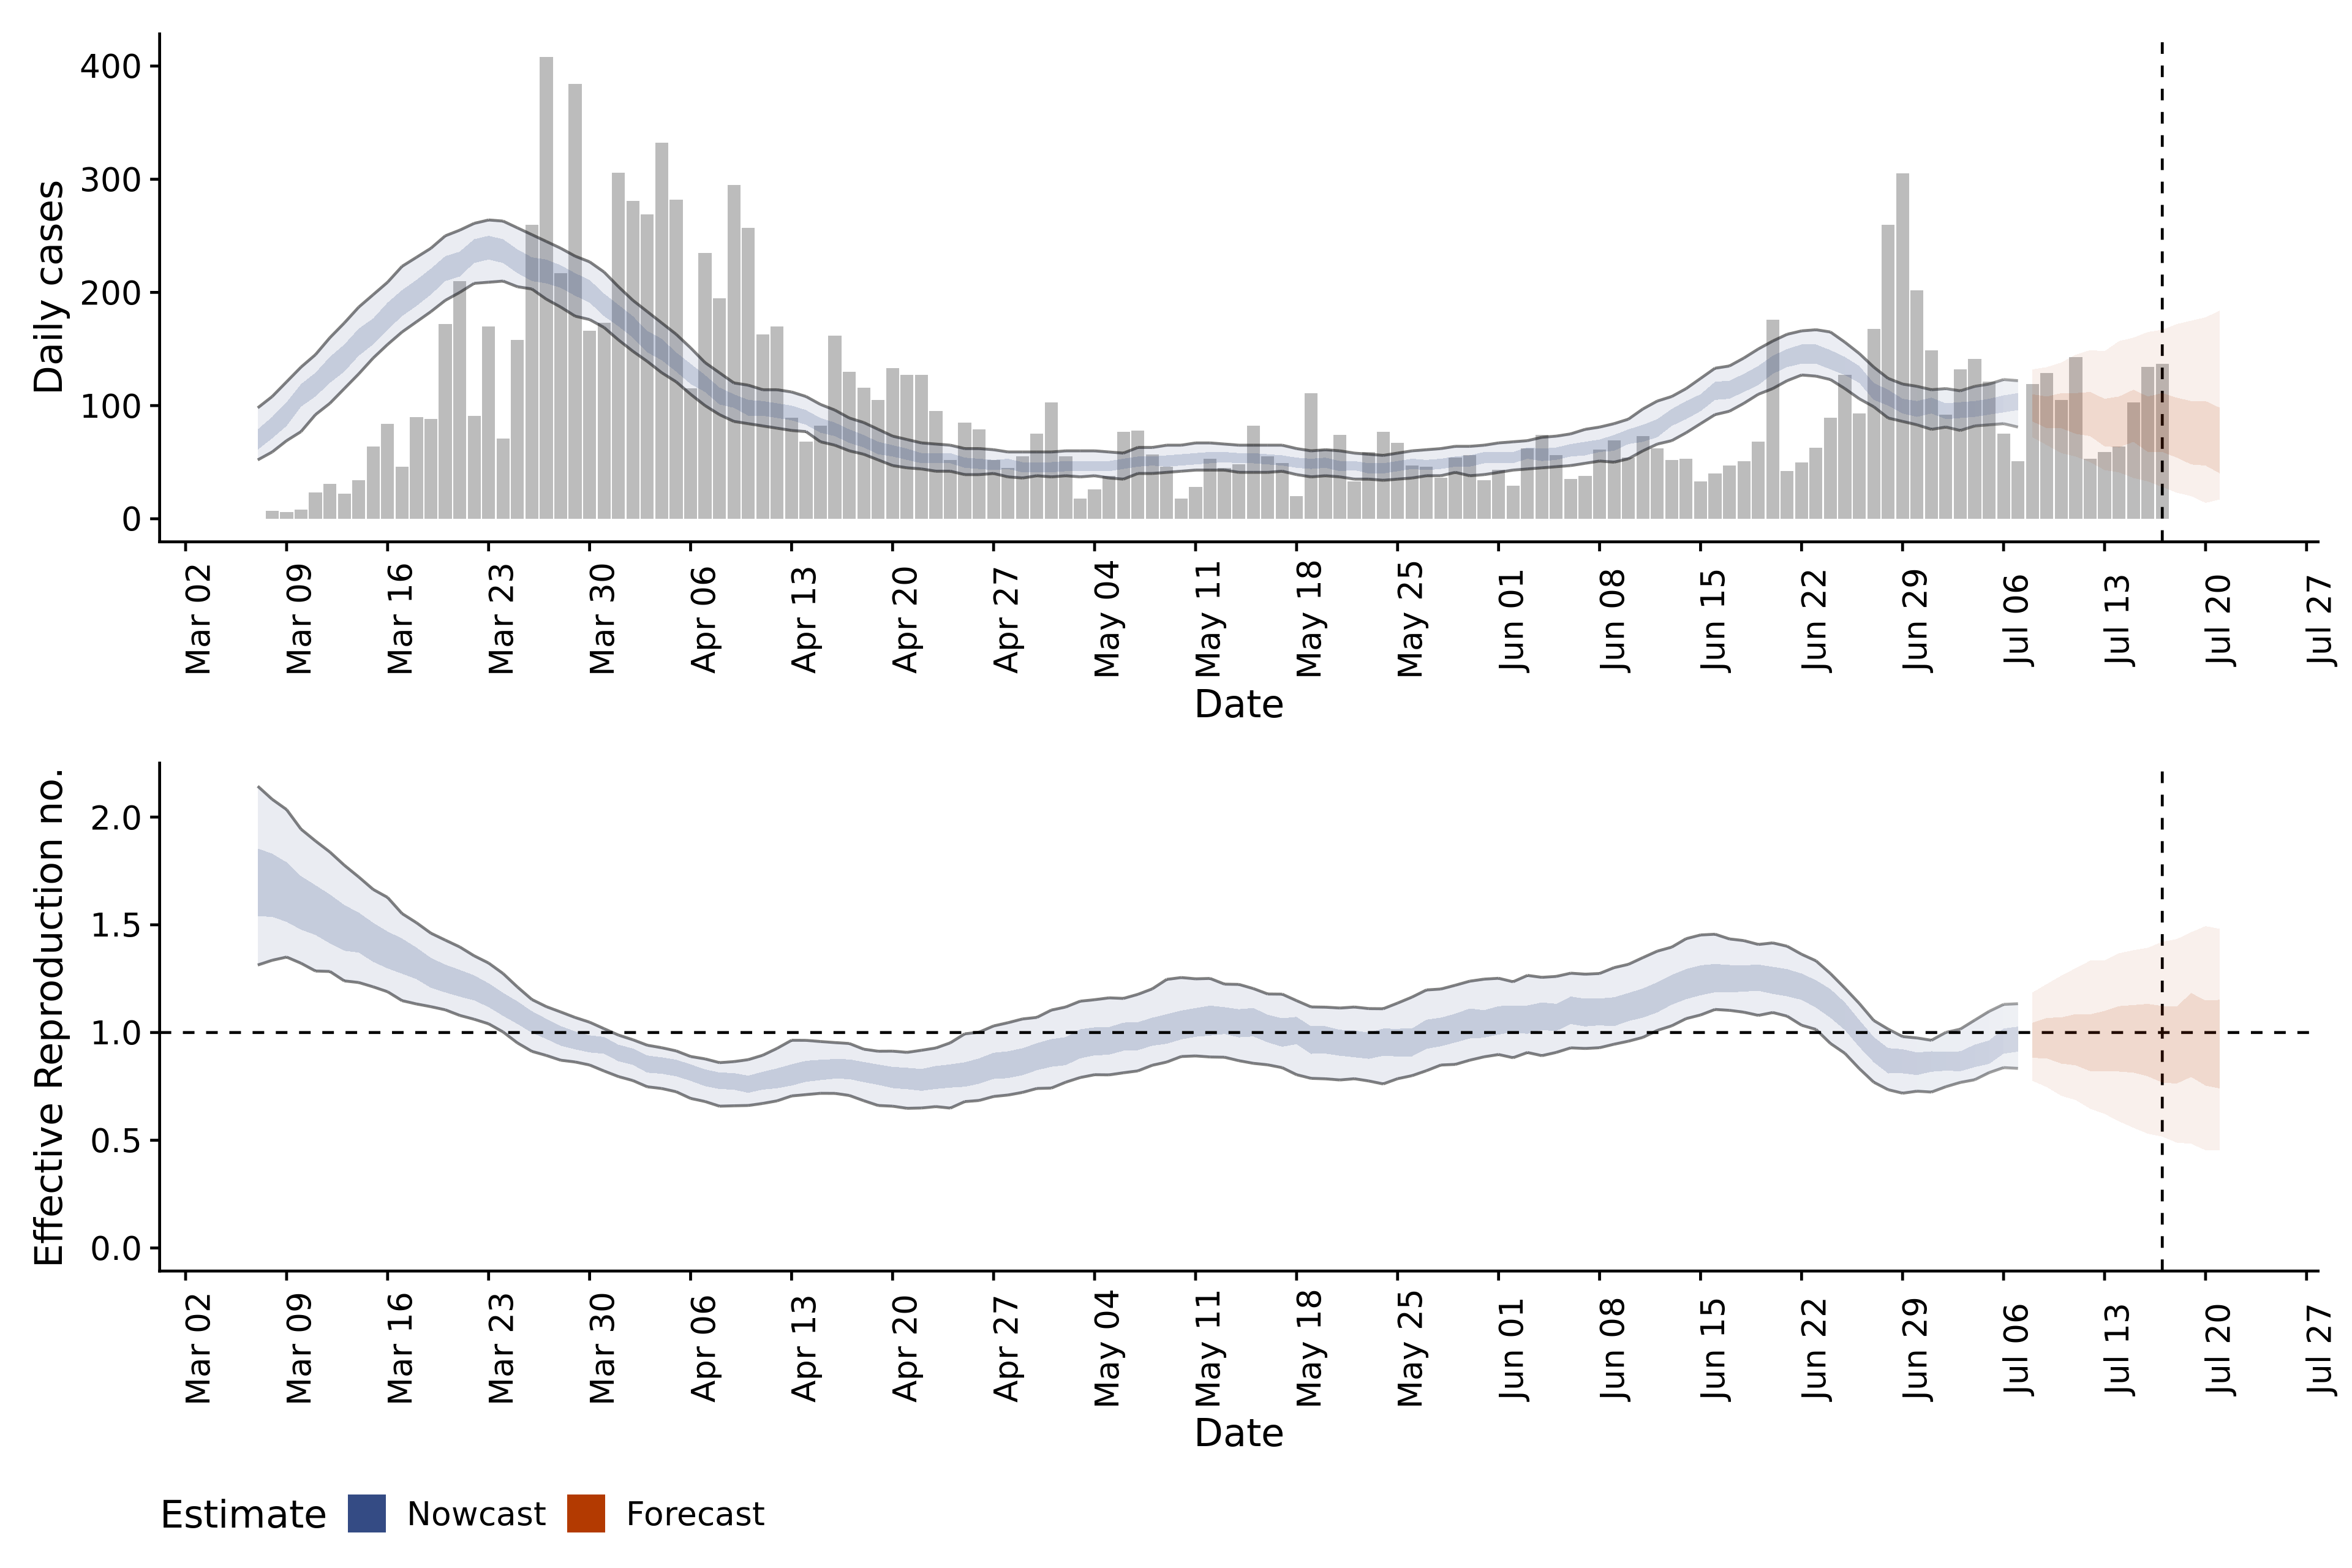 Daily cases
400
300
200
100
0
Mar 02 Mar 09 Mar 16 Mar 23 Mar 30 Apr 06 Apr 13 Apr 20 Apr 27 May 04 May 11 May 18 May 25 Jun 01 Jun 08 Jun 15 Jun 22 Jun 29 Jul 06 Jul 13 Jul 20 Jul 27
Date
Effective Reproduction no.
2.0
1.5
1.0
0.5
0.0
Mar 02 Mar 09 Mar 16 Mar 23 Mar 30 Apr 06 Apr 13 Apr 20 Apr 27 May 04 May 11 May 18 May 25 Jun 01 Jun 08 Jun 15 Jun 22 Jun 29 Jul 06 Jul 13 Jul 20 Jul 27
Date
Estimate Nowcast Forecast